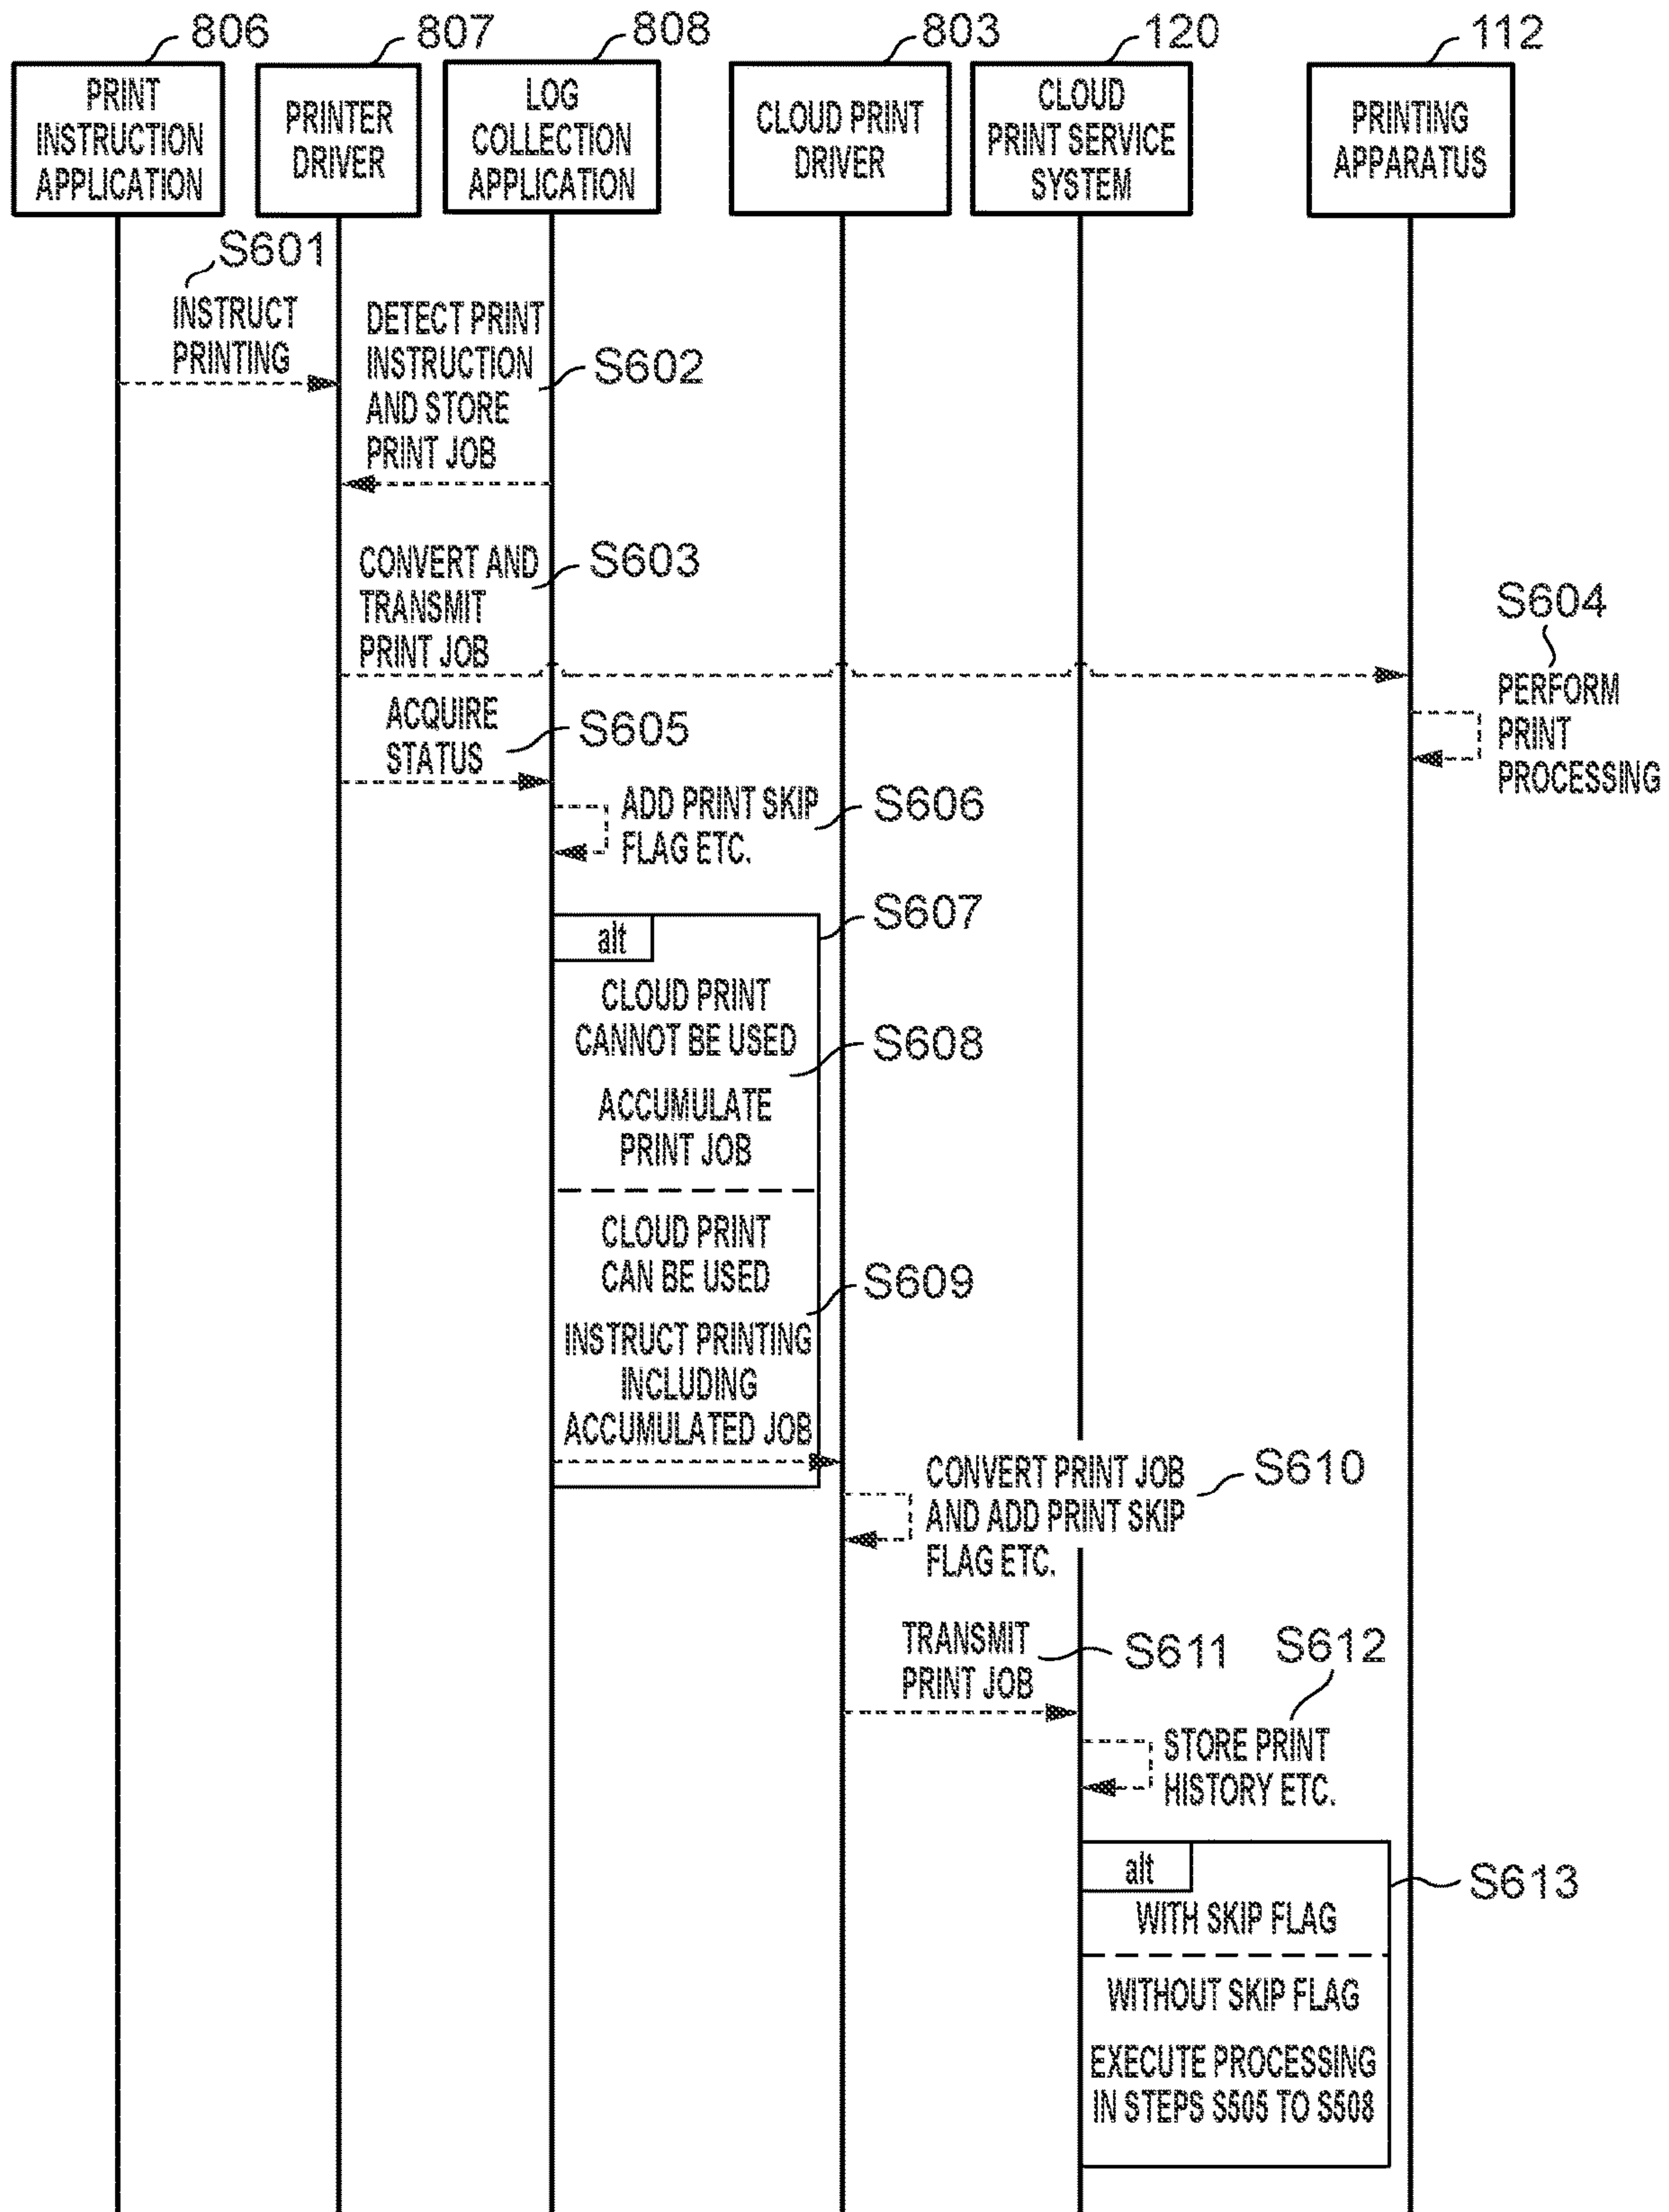 806
807
808
803
120
112
PRINT
INSTRUCTION
APPLICATION
PRINTER
DRIVER
LOG
COLLECTION
APPLICATION
CLOUD PRINT
DRIVER
CLOUD
PRINT SERVICE
SYSTEM
PRINTING
APPARATUS
S601
INSTRUCT
PRINTING
DETECT PRINT
INSTRUCTION
AND STORE
PRINT JOB
S602
CONVERT AND
TRANSMIT
PRINT JOB
S603
S604
PERFORM
PRINT
PROCESSING
ACQUIRE
STATUS
S605
ADD PRINT SKIP
FLAG ETC.
S606
S607
alt
CLOUD PRINT
CANNOT BE USED
S608
ACCUMULATE
PRINT JOB
CLOUD PRINT
CAN BE USED
S609
INSTRUCT PRINTING
INCLUDING
ACCUMULATED JOB
CONVERT PRINT JOB
AND ADD PRINT SKIP
FLAG ETC.
S610
TRANSMIT
PRINT JOB
S611
S612
STORE PRINT
HISTORY ETC.
alt
S613
WITH SKIP FLAG
WITHOUT SKIP FLAG
EXECUTE PROCESSING
IN STEPS S505 TO S508